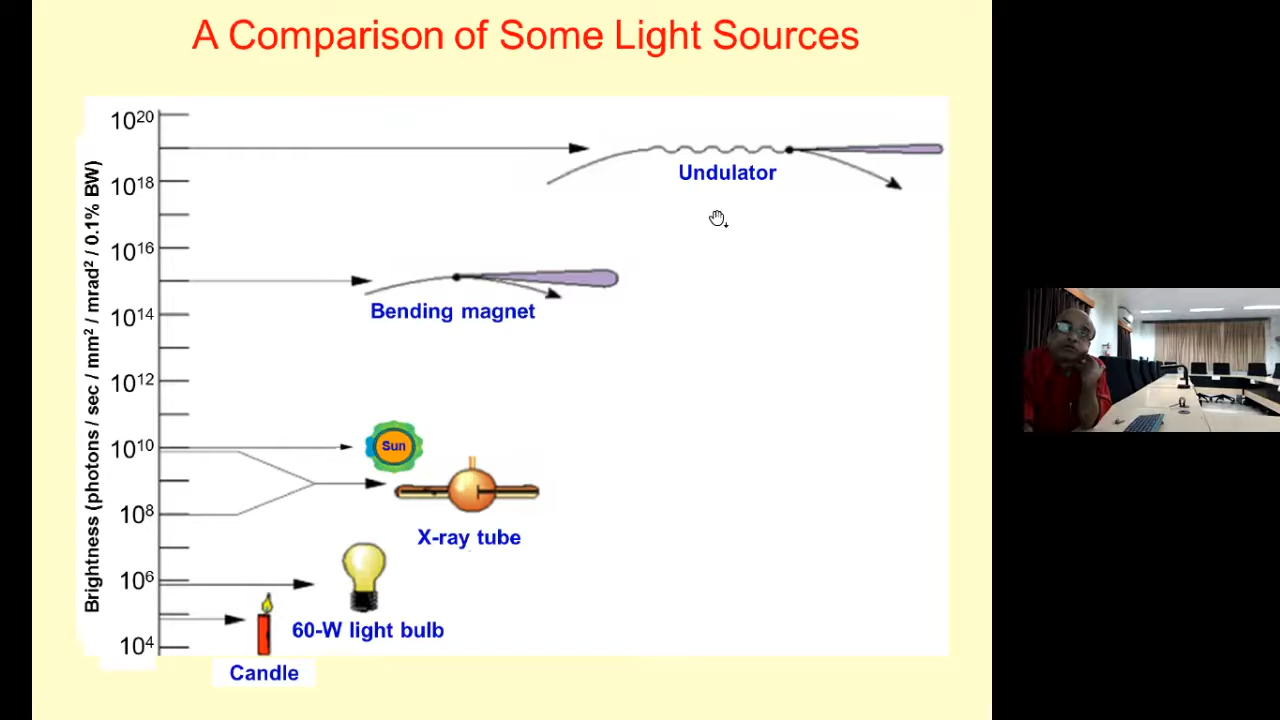 A Comparison of Some Light Sources
Brightness (photons / sec / mm² / mrad² / 0.1% BW)
10²⁰
10¹⁸
10¹⁶
10¹⁴
10¹²
10¹⁰
10⁸
10⁶
10⁴
Undulator
Bending magnet
Sun
X-ray tube
60-W light bulb
Candle